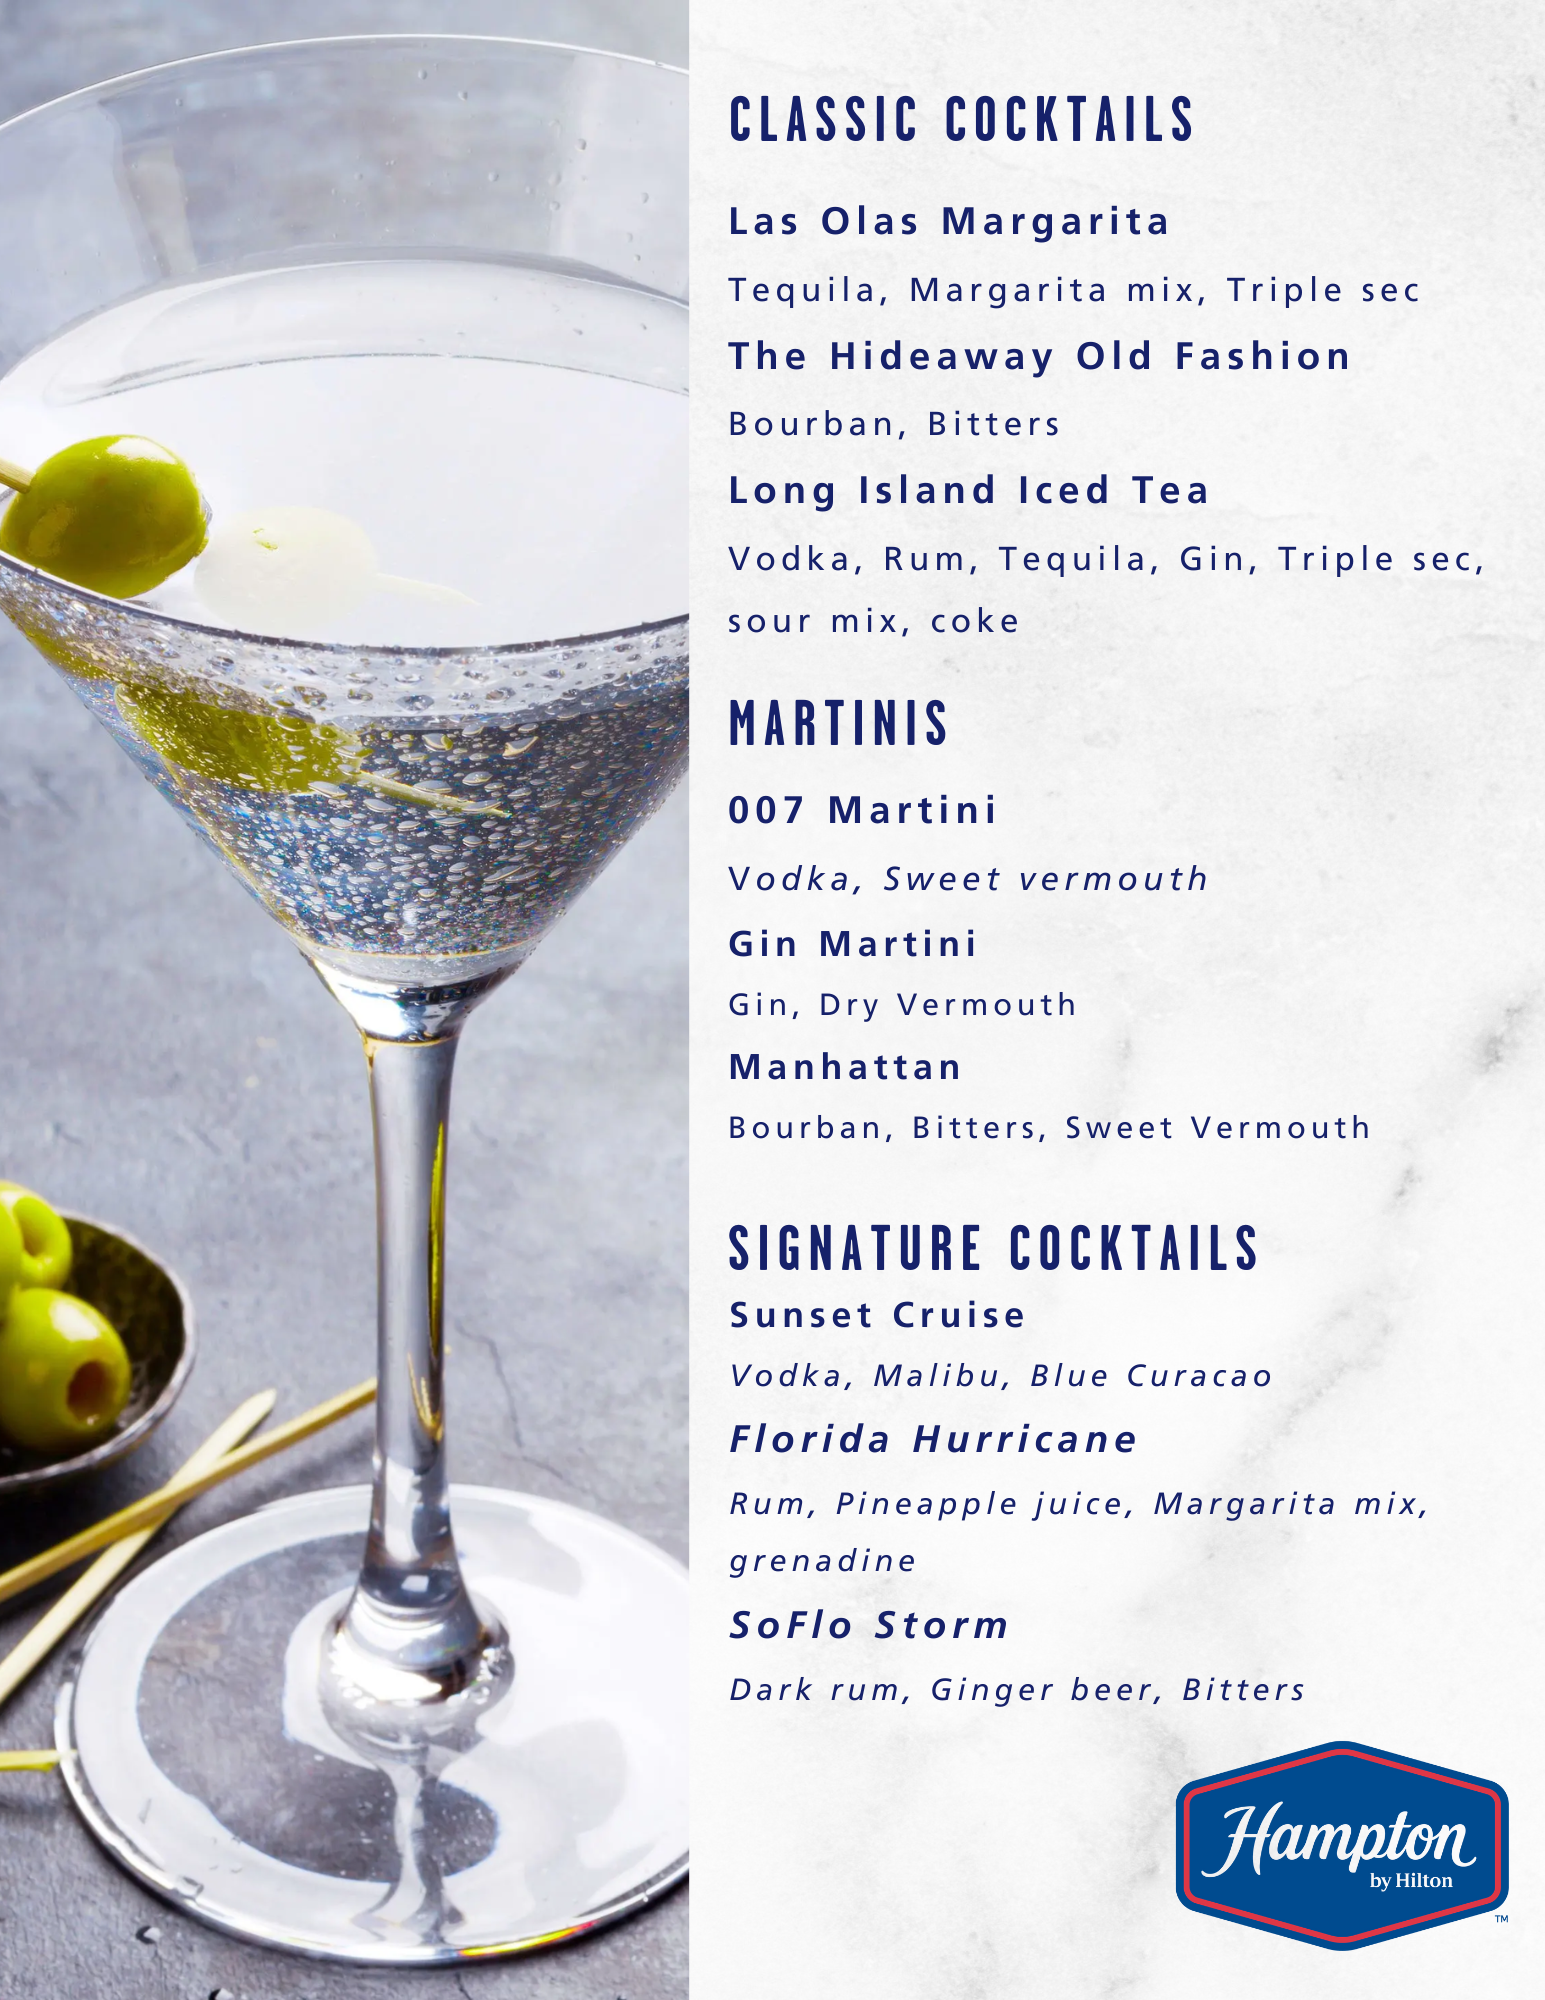 CLASSIC COCKTAILS
Las Olas Margarita
Tequila, Margarita mix, Triple sec
The Hideaway Old Fashion
Bourban, Bitters
Long Island Iced Tea
Vodka, Rum, Tequila, Gin, Triple sec,
sour mix, coke
MARTINIS
007 Martini
Vodka, Sweet vermouth
Gin Martini
Gin, Dry Vermouth
Manhattan
Bourban, Bitters, Sweet Vermouth
SIGNATURE COCKTAILS
Sunset Cruise
Vodka, Malibu, Blue Curacao
Florida Hurricane
Rum, Pineapple juice, Margarita mix,
grenadine
SoFlo Storm
Dark rum, Ginger beer, Bitters
Hampton
by Hilton
TM